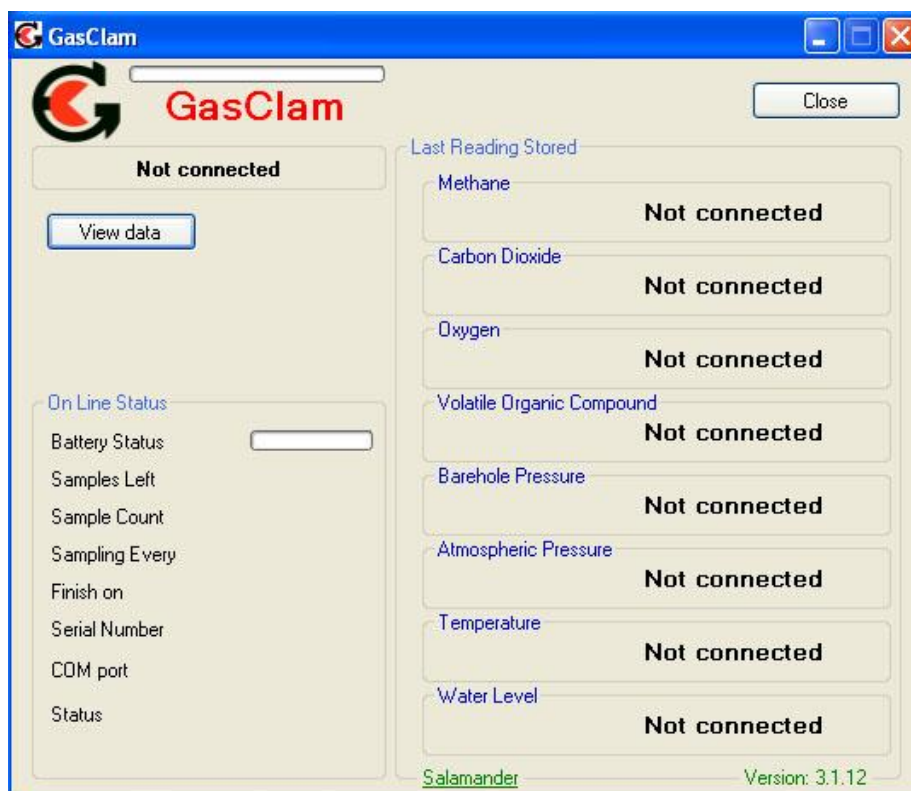 GasClam
GasClam
Close
Not connected
View data
Last Reading Stored
Methane
Not connected
Carbon Dioxide
Not connected
Oxygen
Not connected
Volatile Organic Compound
Not connected
Barehole Pressure
Not connected
Atmospheric Pressure
Not connected
Temperature
Not connected
Water Level
Not connected
On Line Status
Battery Status
Samples Left
Sample Count
Sampling Every
Finish on
Serial Number
COM port
Status
Salamander
Version: 3.1.12